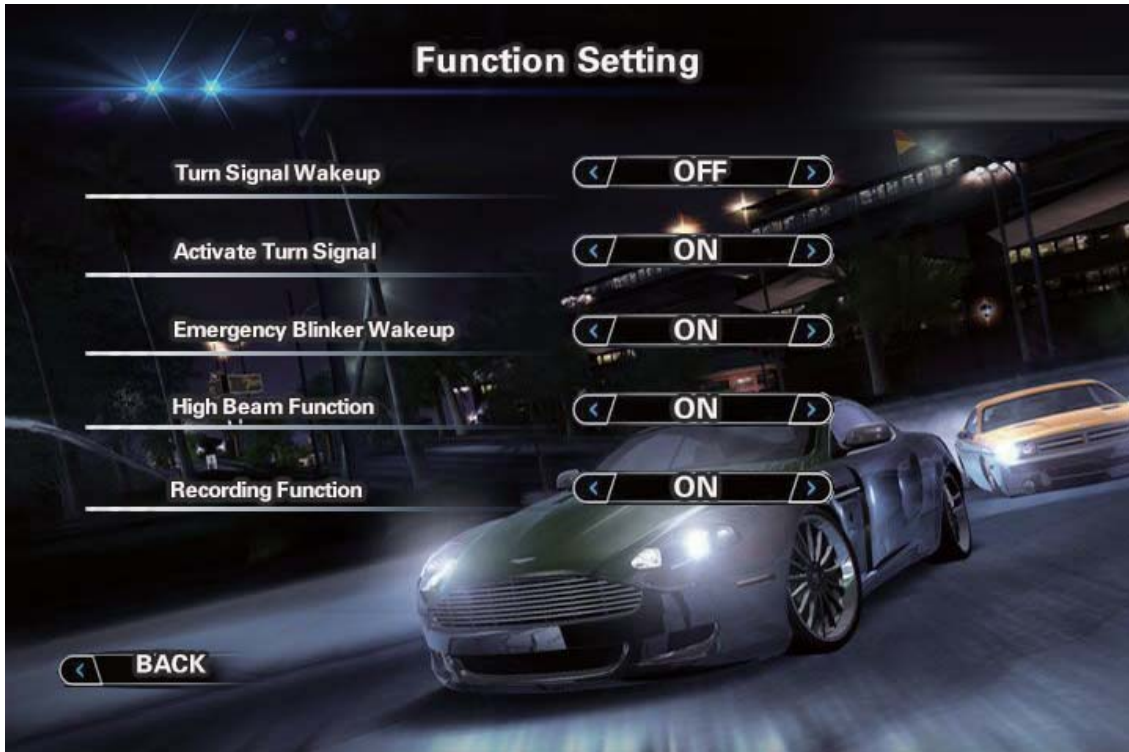 Function Setting
Turn Signal Wakeup OFF
Activate Turn Signal ON
Emergency Blinker Wakeup ON
High Beam Function ON
Recording Function ON
BACK